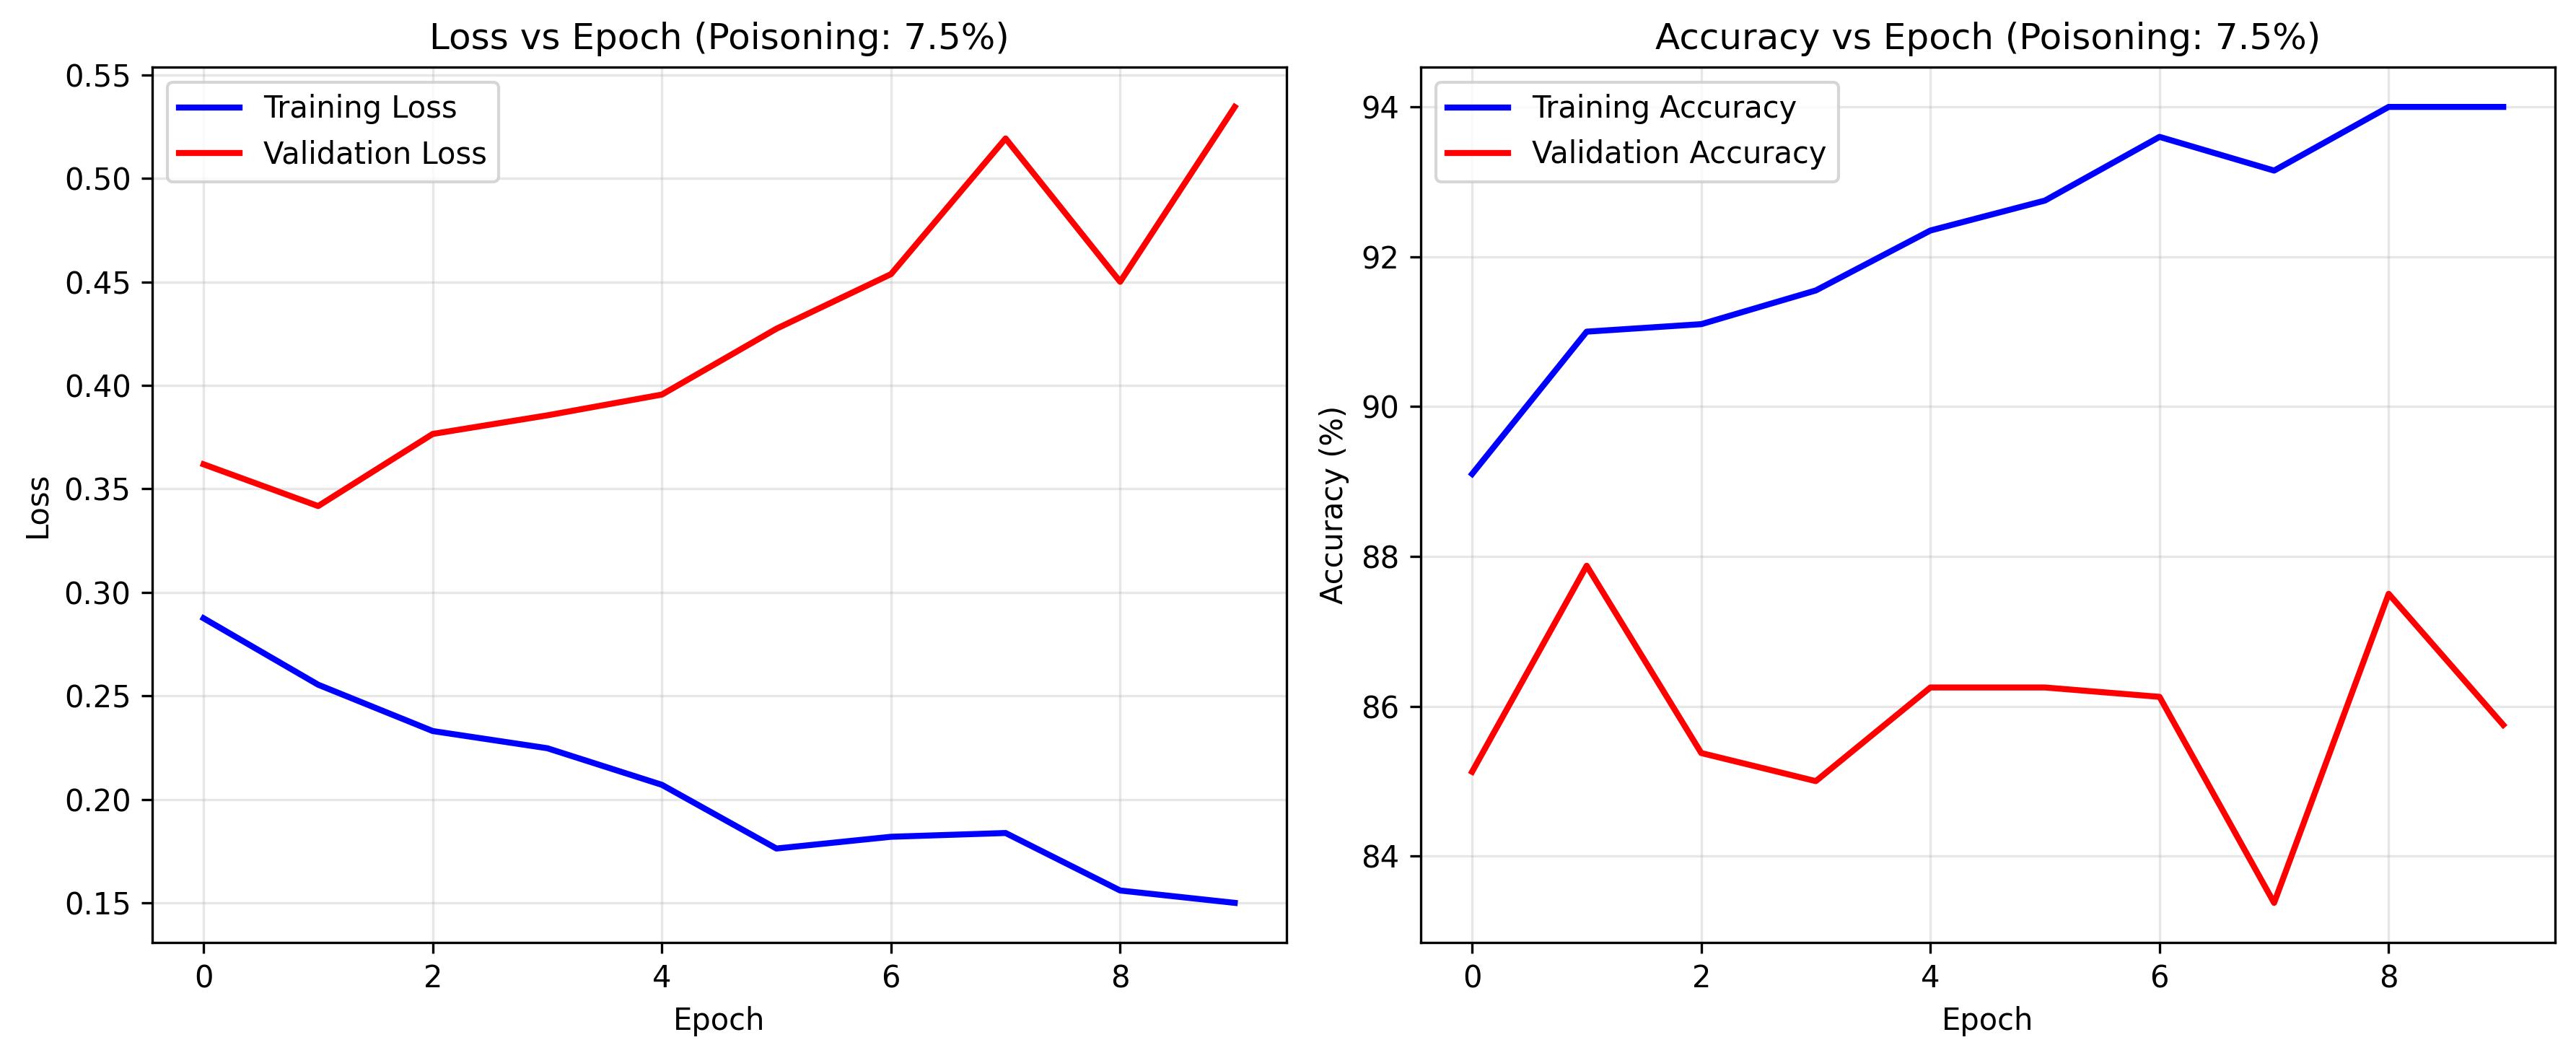 Loss vs Epoch (Poisoning: 7.5%)
Training Loss
Validation Loss
0.55
0.50
0.45
0.40
0.35
0.30
0.25
0.20
0.15
Loss
0 2 4 6 8
Epoch
Accuracy vs Epoch (Poisoning: 7.5%)
Training Accuracy
Validation Accuracy
94
92
90
88
86
84
Accuracy (%)
0 2 4 6 8
Epoch